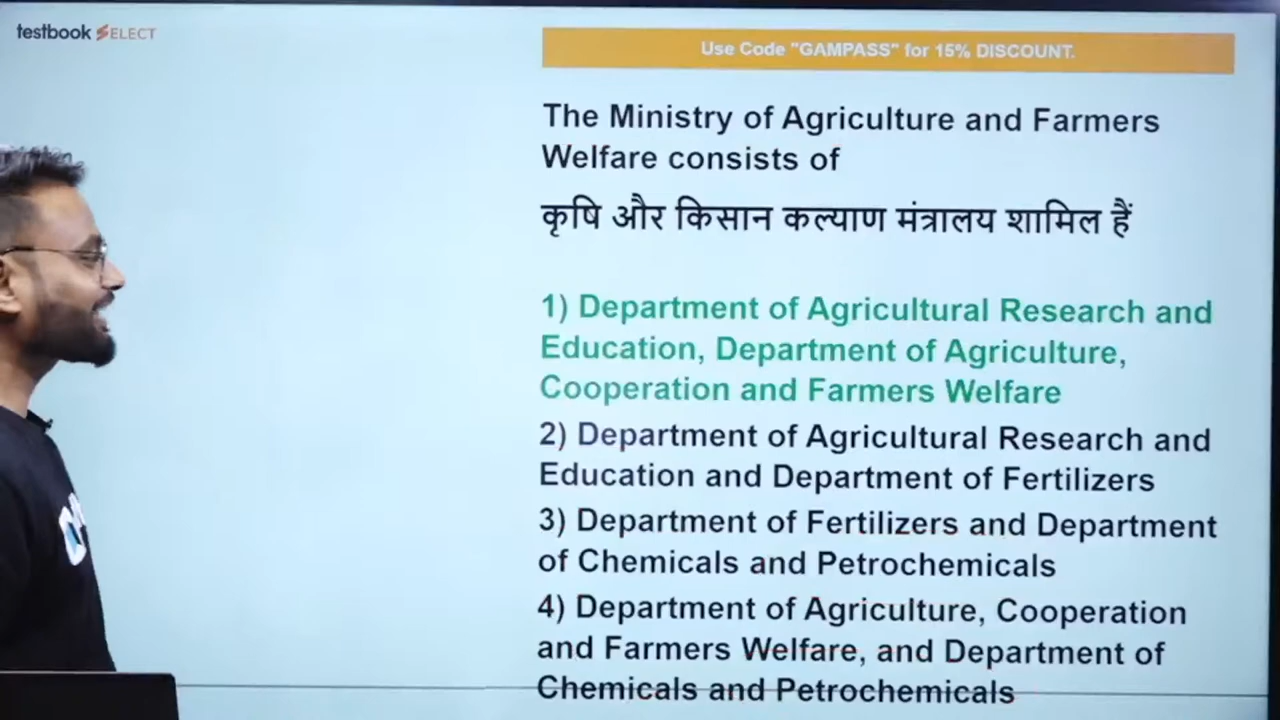 testbook SELECT
Use Code "GAMPASS" for 15% DISCOUNT.
The Ministry of Agriculture and Farmers
Welfare consists of
कृषि और किसान कल्याण मंत्रालय शामिल हैं
1) Department of Agricultural Research and
Education, Department of Agriculture,
Cooperation and Farmers Welfare
2) Department of Agricultural Research and
Education and Department of Fertilizers
3) Department of Fertilizers and Department
of Chemicals and Petrochemicals
4) Department of Agriculture, Cooperation
and Farmers Welfare, and Department of
Chemicals and Petrochemicals